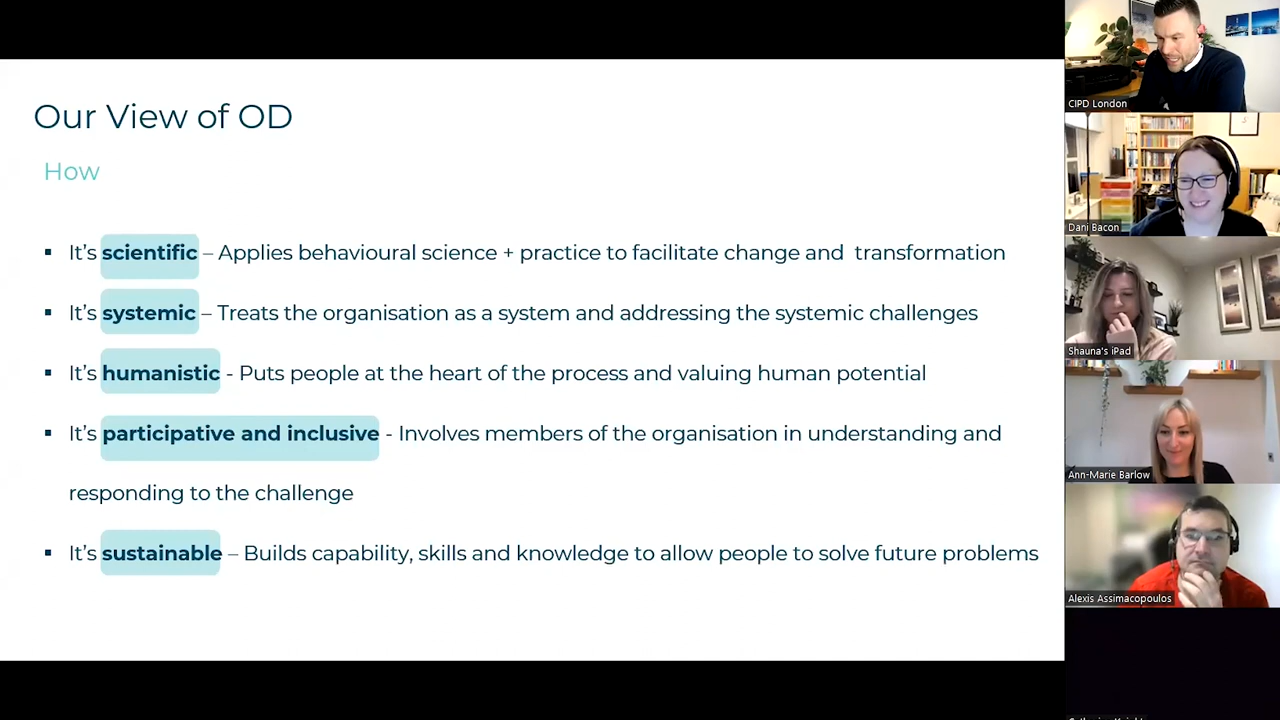 Our View of OD
How
▪ It's scientific – Applies behavioural science + practice to facilitate change and transformation
▪ It's systemic – Treats the organisation as a system and addressing the systemic challenges
▪ It's humanistic - Puts people at the heart of the process and valuing human potential
▪ It's participative and inclusive - Involves members of the organisation in understanding and
responding to the challenge
▪ It's sustainable – Builds capability, skills and knowledge to allow people to solve future problems
CIPD London
Dani Bacon
Shauna's iPad
Ann-Marie Barlow
Alexis Assimacopoulos